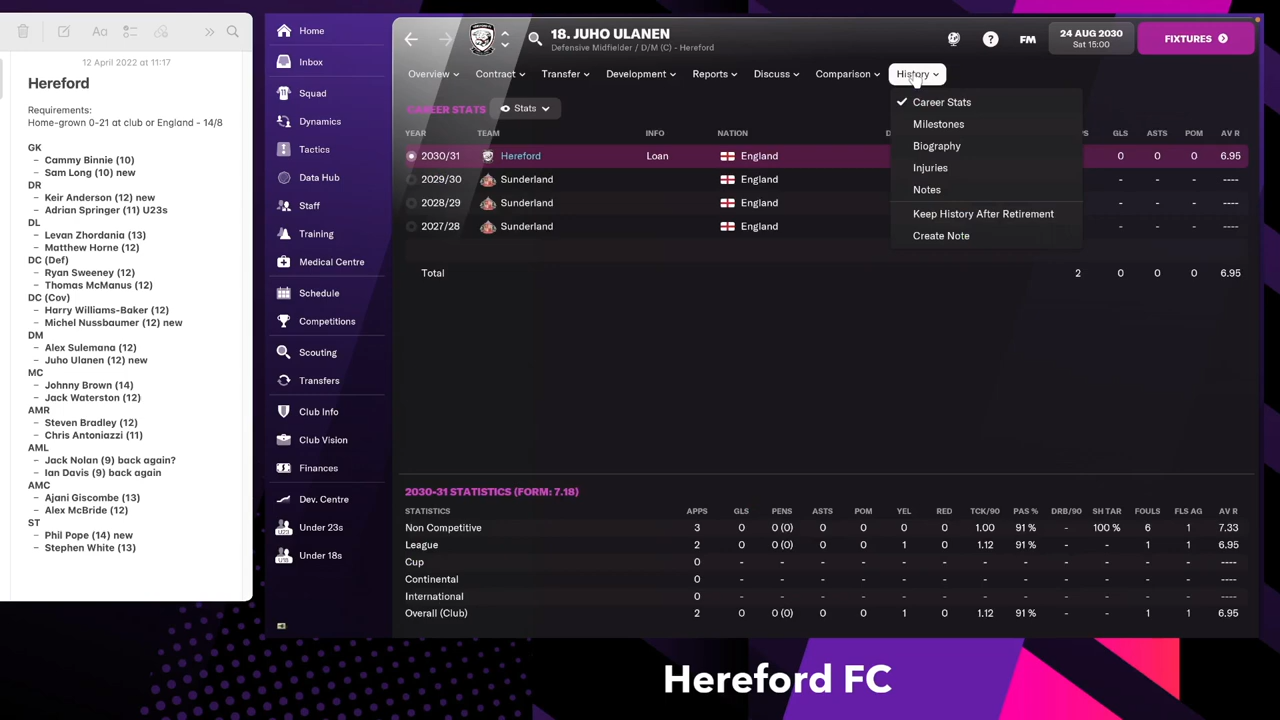 12 April 2022 at 11:17
Hereford
Requirements:
Home-grown 0-21 at club or England - 14/8
GK
– Cammy Binnie (10)
– Sam Long (10) new
DR
– Keir Anderson (12) new
– Adrian Springer (11) U23s
DL
– Levan Zhordania (13)
– Matthew Horne (12)
DC (Def)
– Ryan Sweeney (12)
– Thomas McManus (12)
DC (Cov)
– Harry Williams-Baker (12)
– Michel Nussbaumer (12) new
DM
– Alex Sulemana (12)
– Juho Ulanen (12) new
MC
– Johnny Brown (14)
– Jack Waterston (12)
AMR
– Steven Bradley (12)
– Chris Antoniazzi (11)
AML
– Jack Nolan (9) back again?
– Ian Davis (9) back again
AMC
– Ajani Giscombe (13)
– Alex McBride (12)
ST
– Phil Pope (14) new
– Stephen White (13)
Aa
Home
Inbox
Squad
Dynamics
Tactics
Data Hub
Staff
Training
Medical Centre
Schedule
Competitions
Scouting
Transfers
Club Info
Club Vision
Finances
Dev. Centre
Under 23s
Under 18s
18. JUHO ULANEN
Defensive Midfielder / D/M (C) - Hereford
? FM
24 AUG 2030
Sat 15:00
FIXTURES
Overview Contract Transfer Development Reports Discuss Comparison History
CAREER STATS Stats
Career Stats
Milestones
Biography
Injuries
Notes
Keep History After Retirement
Create Note
YEAR TEAM INFO NATION GLS ASTS POM AV R
2030/31 Hereford Loan England 0 0 0 6.95
2029/30 Sunderland England - - - ----
2028/29 Sunderland England - - - ----
2027/28 Sunderland England - - - ----
Total 2 0 0 0 6.95
2030-31 STATISTICS (FORM: 7.18)
STATISTICS APPS GLS PENS ASTS POM YEL RED TCK/90 PAS % DRB/90 SH TAR FOULS FLS AG AV R
Non Competitive 3 0 0 (0) 0 0 0 0 1.00 91 % - 100 % 6 0 7.33
League 2 0 0 (0) 0 0 1 0 1.12 91 % - - 1 1 6.95
Cup 0 - - - - - - - - - - - - ----
Continental 0 - - - - - - - - - - - - ----
International 0 - - - - - - - - - - - - ----
Overall (Club) 2 0 0 (0) 0 0 1 0 1.12 91 % - - 1 1 6.95
Hereford FC